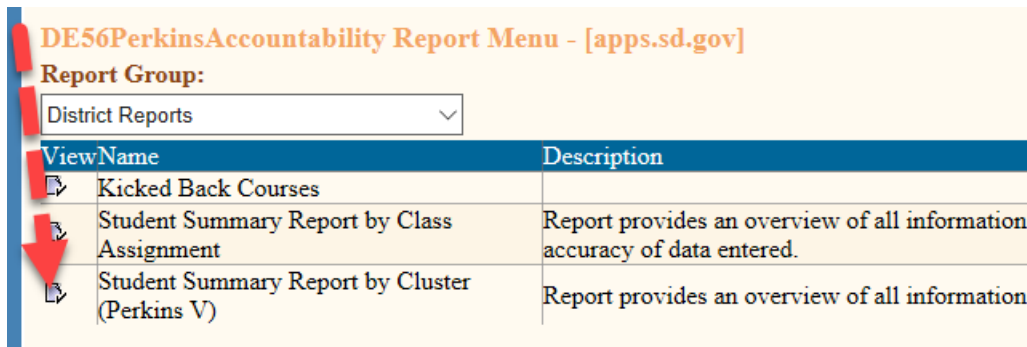 DE56PerkinsAccountability Report Menu - [apps.sd.gov]
Report Group:
District Reports
View Name Description
Kicked Back Courses
Student Summary Report by Class
Assignment
Report provides an overview of all information
accuracy of data entered.
Student Summary Report by Cluster
(Perkins V)
Report provides an overview of all information